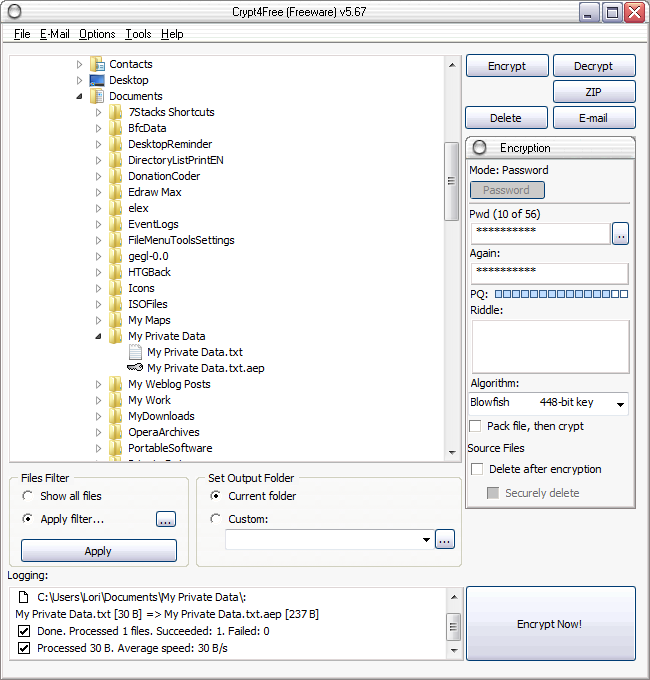 Crypt4Free (Freeware) v5.67
File E-Mail Options Tools Help
Contacts
Desktop
Documents
7Stacks Shortcuts
BfcData
DesktopReminder
DirectoryListPrintEN
DonationCoder
Edraw Max
elex
EventLogs
FileMenuToolsSettings
gegl-0.0
HTGBack
Icons
ISOFiles
My Maps
My Private Data
My Private Data.txt
My Private Data.txt.aep
My Weblog Posts
My Work
MyDownloads
OperaArchives
PortableSoftware
Encrypt Decrypt
ZIP
Delete E-mail
Encryption
Mode: Password
Password
Pwd (10 of 56)
********** ..
Again:
**********
PQ:
Riddle:
Algorithm:
Blowfish 448-bit key
Pack file, then crypt
Source Files
Delete after encryption
Securely delete
Files Filter
Show all files
Apply filter... ...
Apply
Set Output Folder
Current folder
Custom:
...
Logging:
C:\Users\Lori\Documents\My Private Data\:
My Private Data.txt [30 B] => My Private Data.txt.aep [237 B]
Done. Processed 1 files. Succeeded: 1. Failed: 0
Processed 30 B. Average speed: 30 B/s
Encrypt Now!